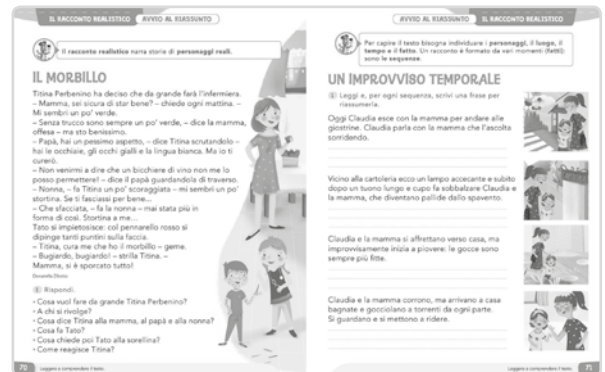 IL RACCONTO REALISTICO
AVVIO AL RIASSUNTO
Il racconto realistico narra storie di personaggi reali.
IL MORBILLO
Titina Perbenino ha deciso che da grande farà l'infermiera.
– Mamma, sei sicura di star bene? – chiede ogni mattina. –
Mi sembri un po' verde.
– Senza trucco sono sempre un po' verde, – dice la mamma,
offesa – ma sto benissimo.
– Papà, hai un pessimo aspetto, – dice Titina scrutandolo –
hai le occhiaie, gli occhi gialli e la lingua bianca. Ma io ti
curerò.
– Non venirmi a dire che un bicchiere di vino non me lo
posso permettere! – dice il papà guardandola di traverso.
– Nonna, – fa Titina un po' scoraggiata – mi sembri un po'
stortina. Se ti fasciassi per bene...
– Che sfacciata, – fa la nonna – mai stata più in
forma di così. Stortina a me...
Tato si impietosisce: col pennarello rosso si
dipinge tanti puntini sulla faccia.
– Titina, cura me che ho il morbillo – geme.
– Bugiardo, bugiardo! – strilla Titina. –
Mamma, si è sporcato tutto!
Donatella Ziliotto
Rispondi.
• Cosa vuol fare da grande Titina Perbenino?
• A chi si rivolge?
• Cosa dice Titina alla mamma, al papà e alla nonna?
• Cosa fa Tato?
• Cosa chiede poi Tato alla sorellina?
• Come reagisce Titina?
70
Leggere e comprendere il testo.
AVVIO AL RIASSUNTO
IL RACCONTO REALISTICO
Per capire il testo bisogna individuare i personaggi, il luogo, il
tempo e il fatto. Un racconto è formato da vari momenti (fatti):
sono le sequenze.
UN IMPROVVISO TEMPORALE
Leggi e, per ogni sequenza, scrivi una frase per
riassumerla.
Oggi Claudia esce con la mamma per andare alle
giostrine. Claudia parla con la mamma che l'ascolta
sorridendo.
Vicino alla cartoleria ecco un lampo accecante e subito
dopo un tuono lungo e cupo fa sobbalzare Claudia e
la mamma, che diventano pallide dallo spavento.
Claudia e la mamma si affrettano verso casa, ma
improvvisamente inizia a piovere: le gocce sono
sempre più fitte.
Claudia e la mamma corrono, ma arrivano a casa
bagnate e gocciolano a torrenti da ogni parte.
Si guardano e si mettono a ridere.
Leggere e comprendere il testo.
71